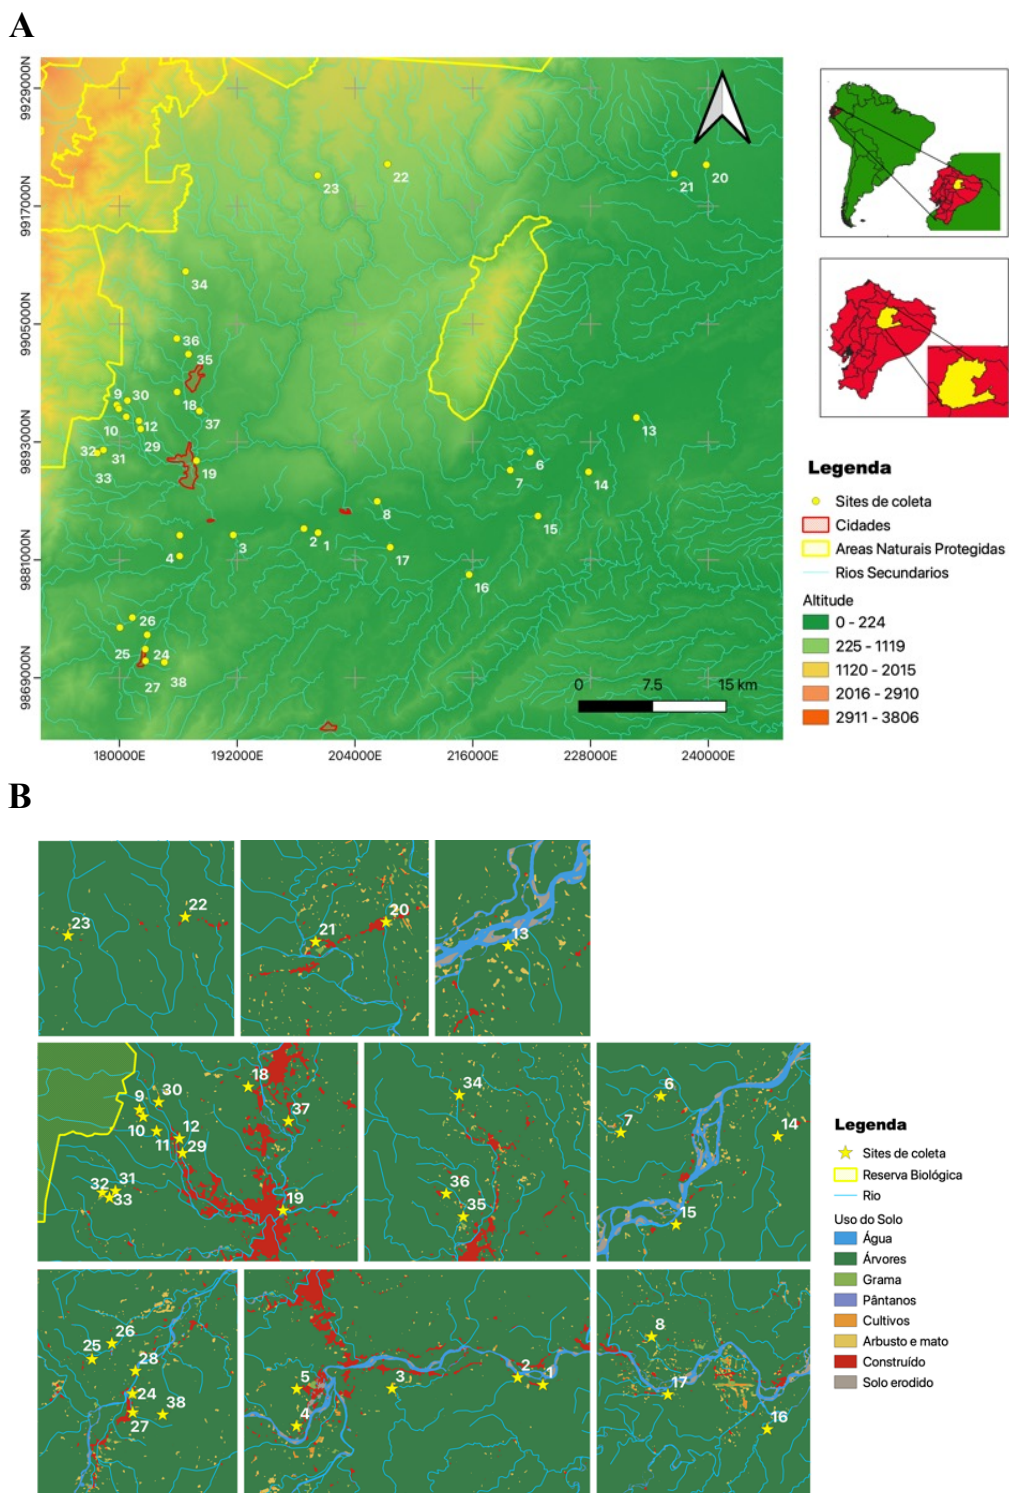 A
9929000N
9917000N
9905000N
9893000N
9881000N
9869000N
23
22
21
20
34
36
35
9
30
18
10
12
37
29
32
31
33
19
13
6
7
14
8
15
4
3
2
1
17
16
26
25
24
27
38
0
7.5
15 km
180000E
192000E
204000E
216000E
228000E
240000E
Legenda
Sites de coleta
Cidades
Areas Naturais Protegidas
Rios Secundarios
Altitude
0 - 224
225 - 1119
1120 - 2015
2016 - 2910
2911 - 3806
B
23
22
21
20
13
9
30
18
10
11
12
29
37
32
31
33
19
34
36
35
6
7
14
15
25
26
28
24
27
38
5
4
3
2
1
8
17
16
Legenda
Sites de coleta
Reserva Biológica
Rio
Uso do Solo
Água
Árvores
Grama
Pântanos
Cultivos
Arbusto e mato
Construído
Solo erodido